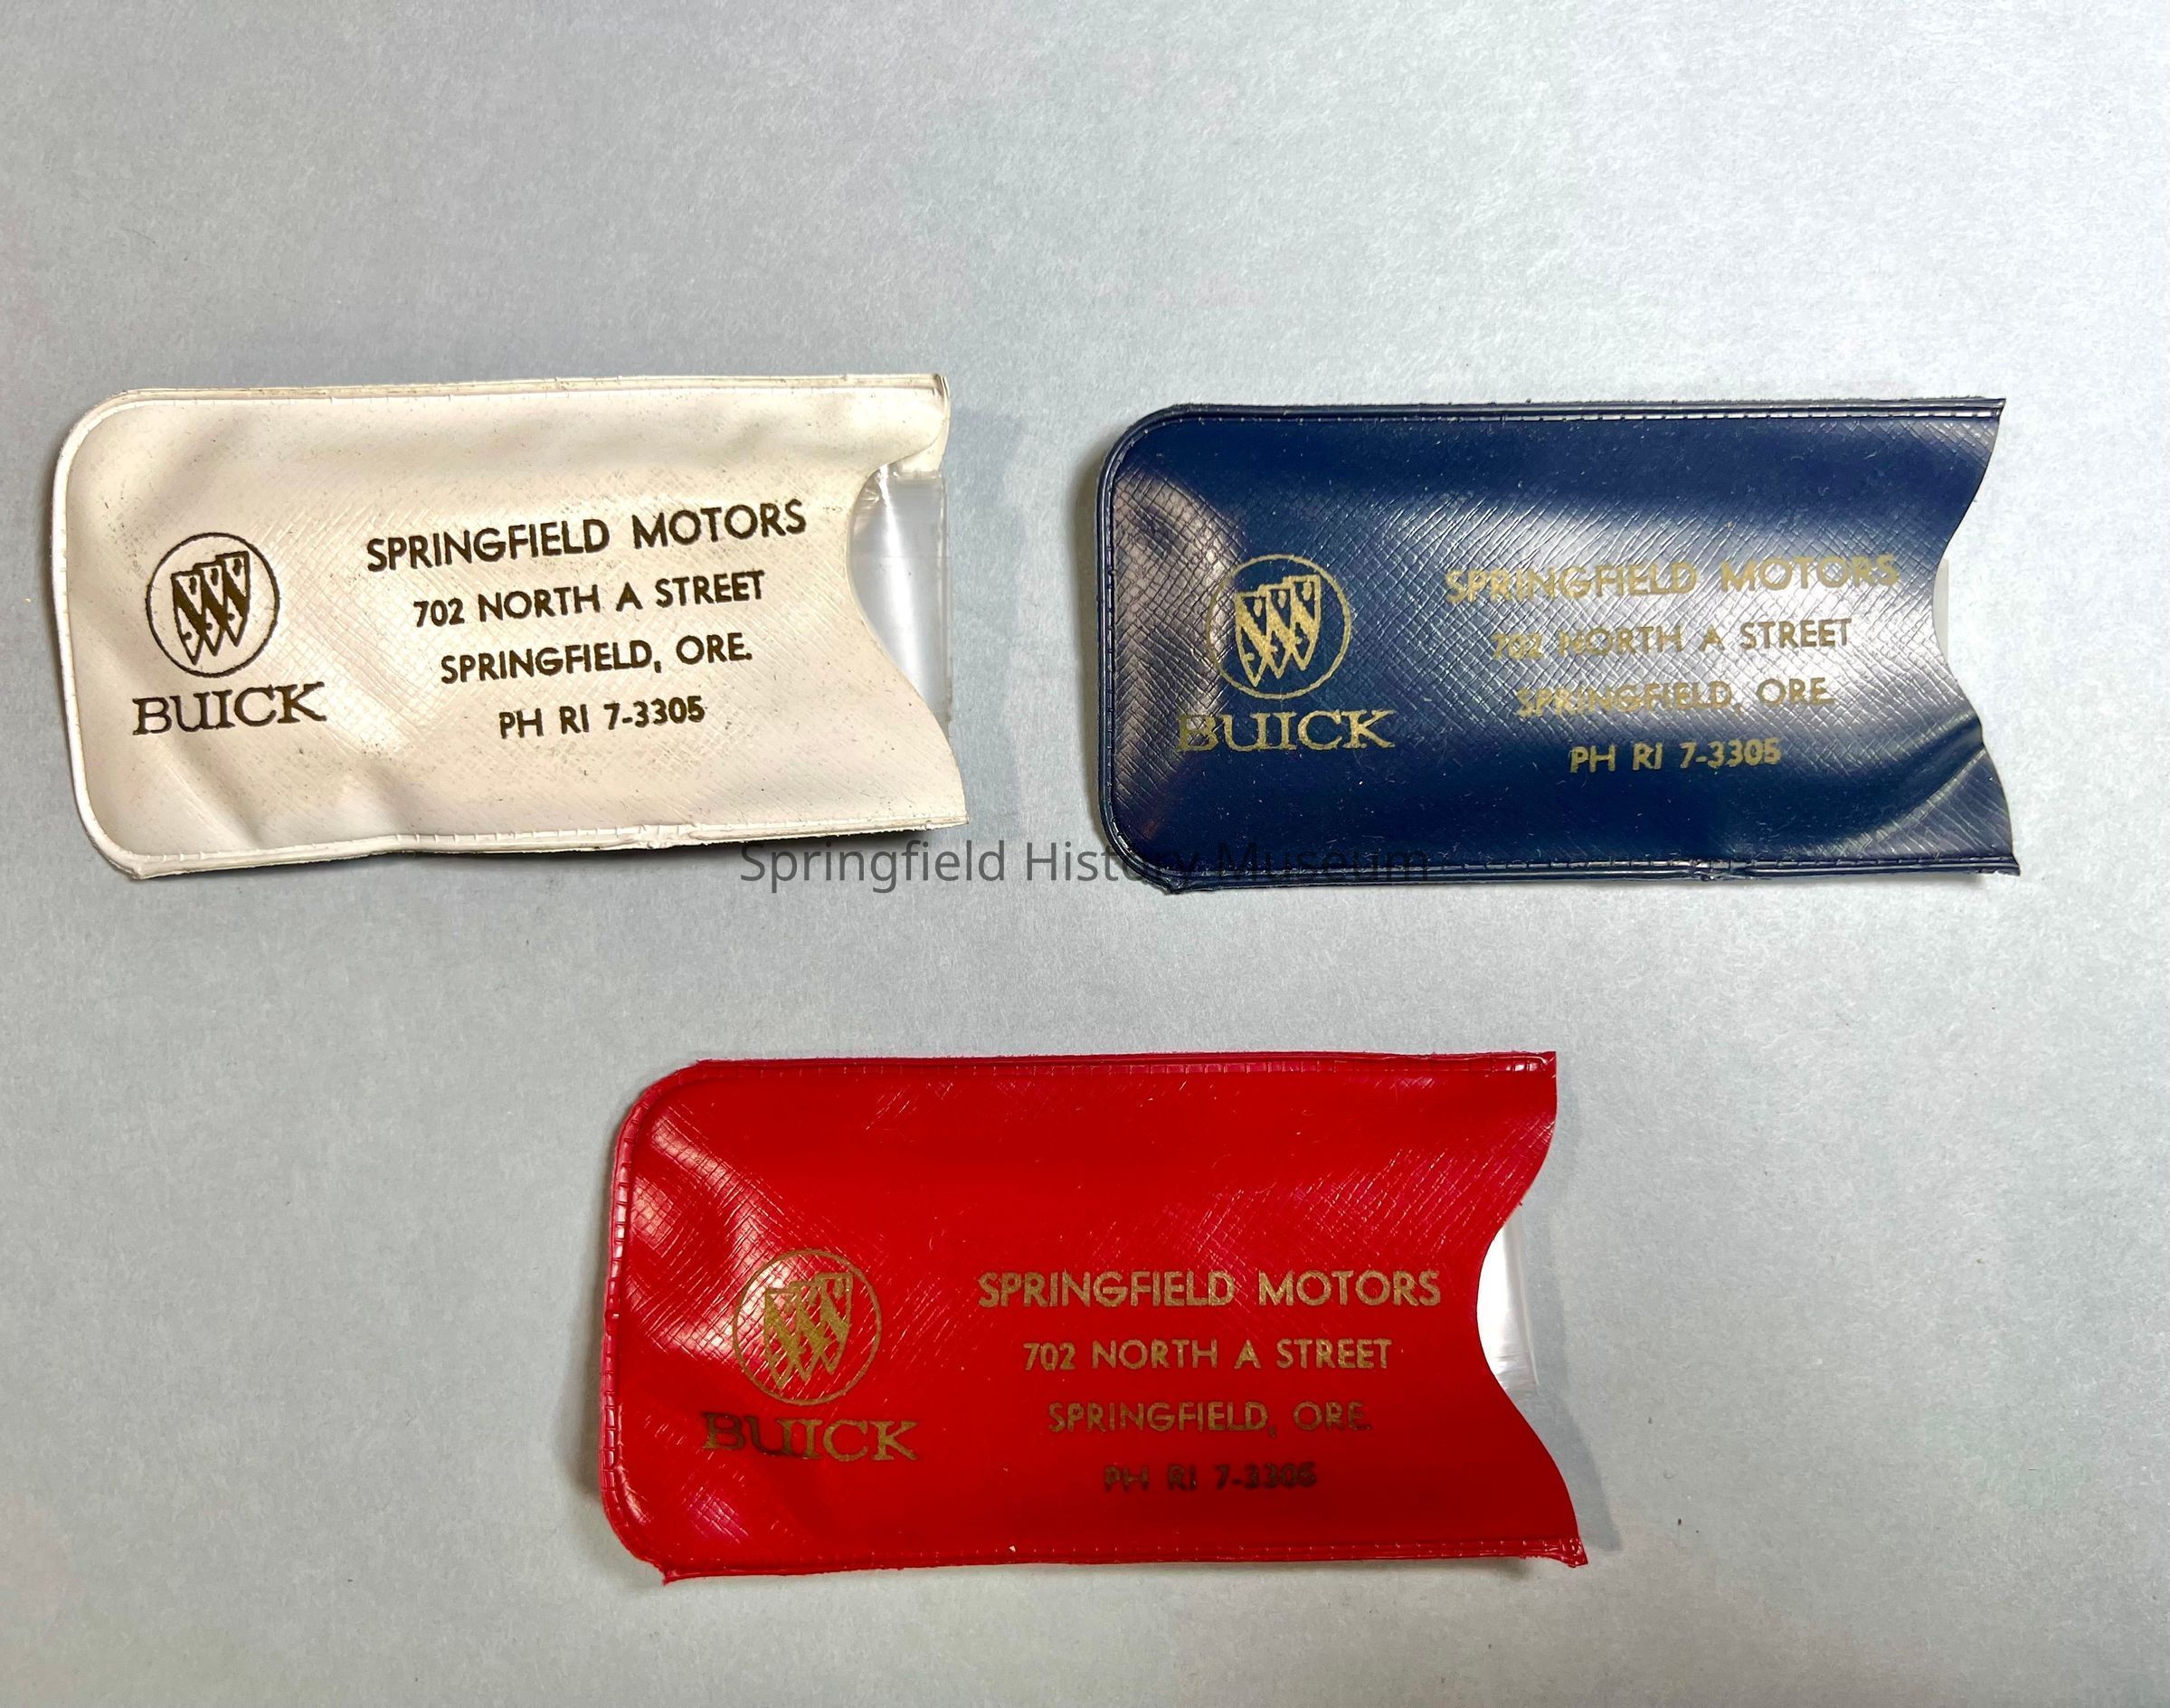 SPRINGFIELD MOTORS
702 NORTH A STREET
SPRINGFIELD, ORE.
PH RI 7-3305
BUICK
SPRINGFIELD MOTORS
702 NORTH A STREET
SPRINGFIELD, ORE.
PH RI 7-3305
BUICK
Springfield History Museum
SPRINGFIELD MOTORS
702 NORTH A STREET
SPRINGFIELD, ORE.
PH RI 7-3305
BUICK